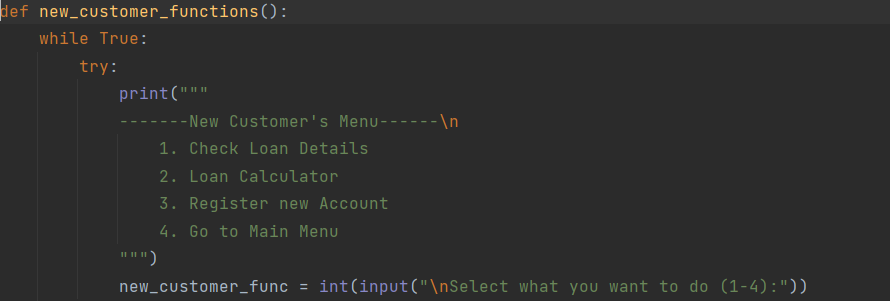 def new_customer_functions():
    while True:
        try:
            print("""
            -------New Customer's Menu------\n
                1. Check Loan Details
                2. Loan Calculator
                3. Register new Account
                4. Go to Main Menu
            """)
            new_customer_func = int(input("\nSelect what you want to do (1-4):"))